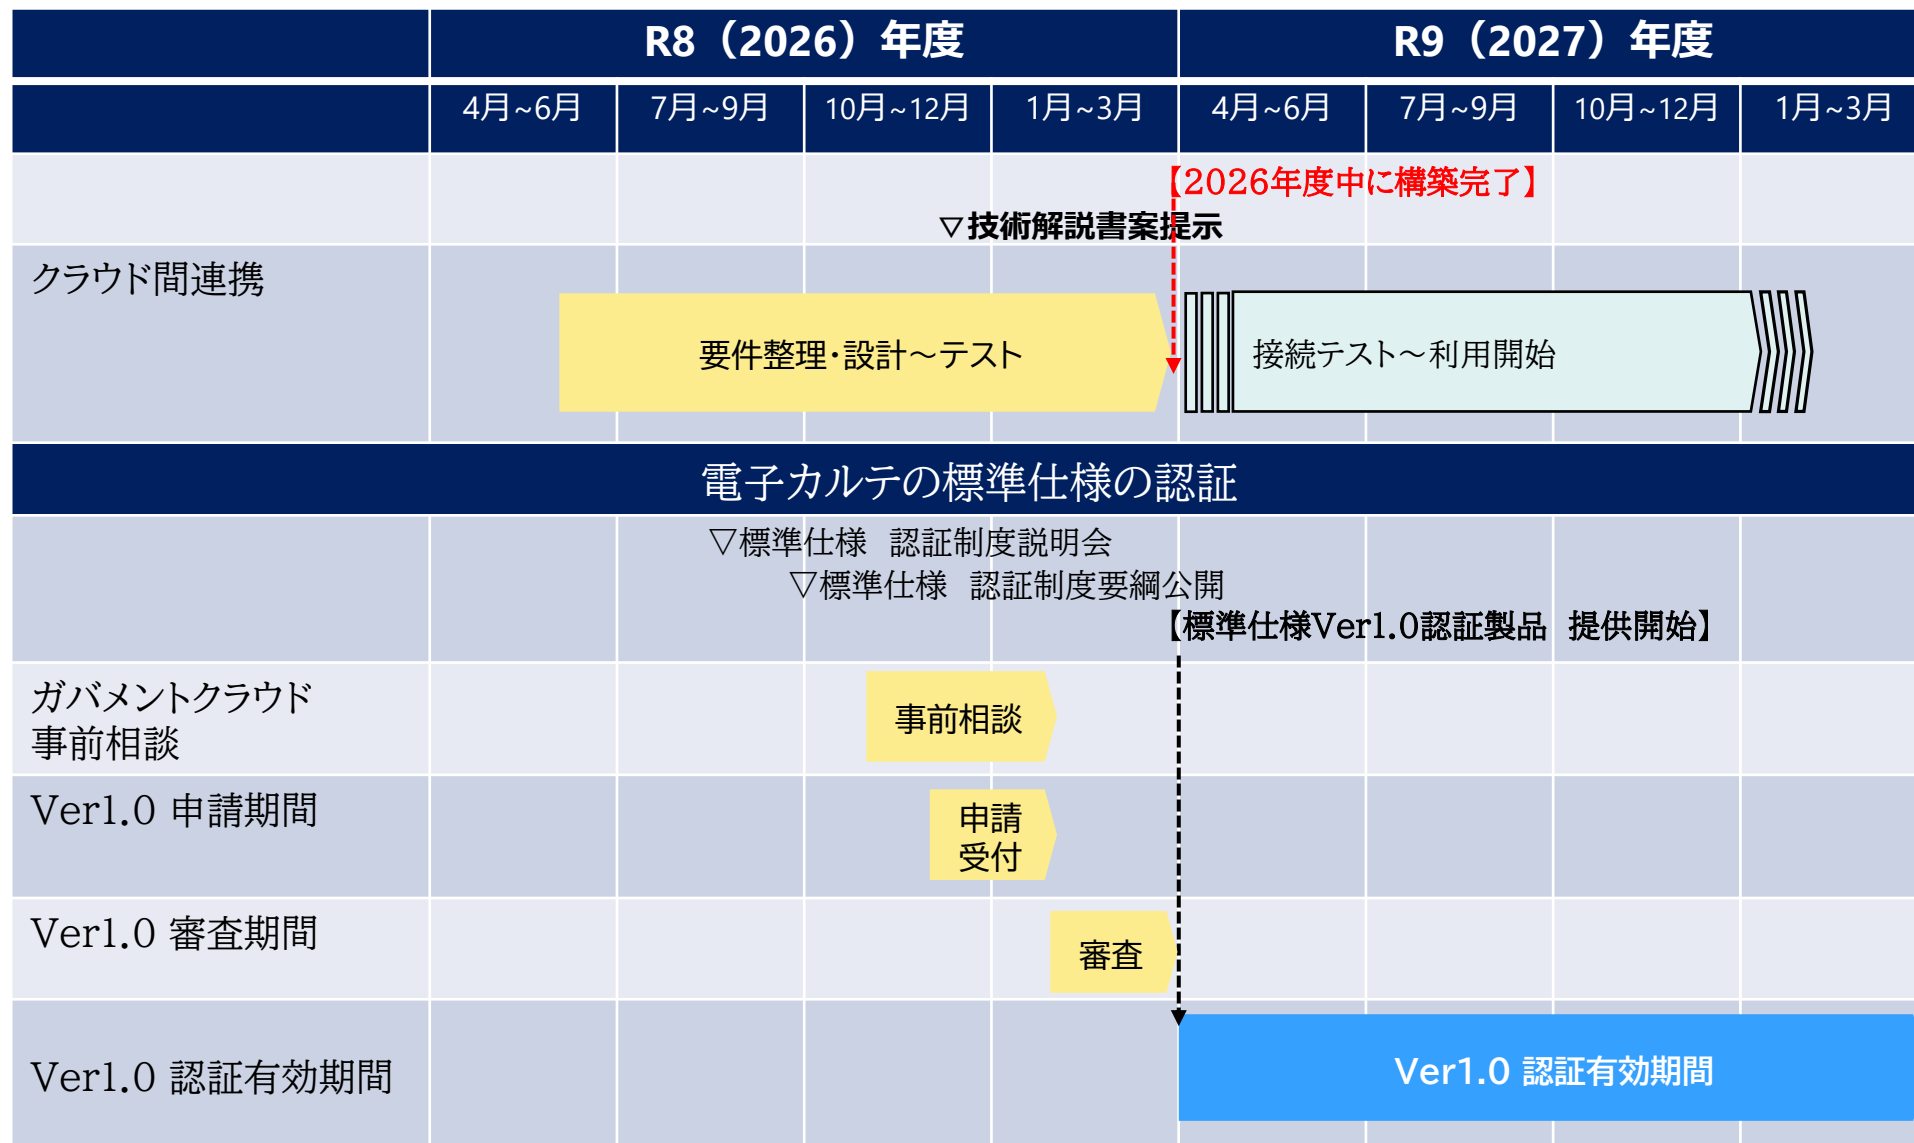 R8（2026）年度
R9（2027）年度
4月~6月
7月~9月
10月~12月
1月~3月
4月~6月
7月~9月
10月~12月
1月~3月
【2026年度中に構築完了】
▽技術解説書案提示
クラウド間連携
要件整理・設計～テスト
接続テスト～利用開始
電子カルテの標準仕様の認証
▽標準仕様　認証制度説明会
▽標準仕様　認証制度要綱公開
【標準仕様Ver1.0認証製品　提供開始】
ガバメントクラウド
事前相談
事前相談
Ver1.0 申請期間
申請
受付
Ver1.0 審査期間
審査
Ver1.0 認証有効期間
Ver1.0 認証有効期間